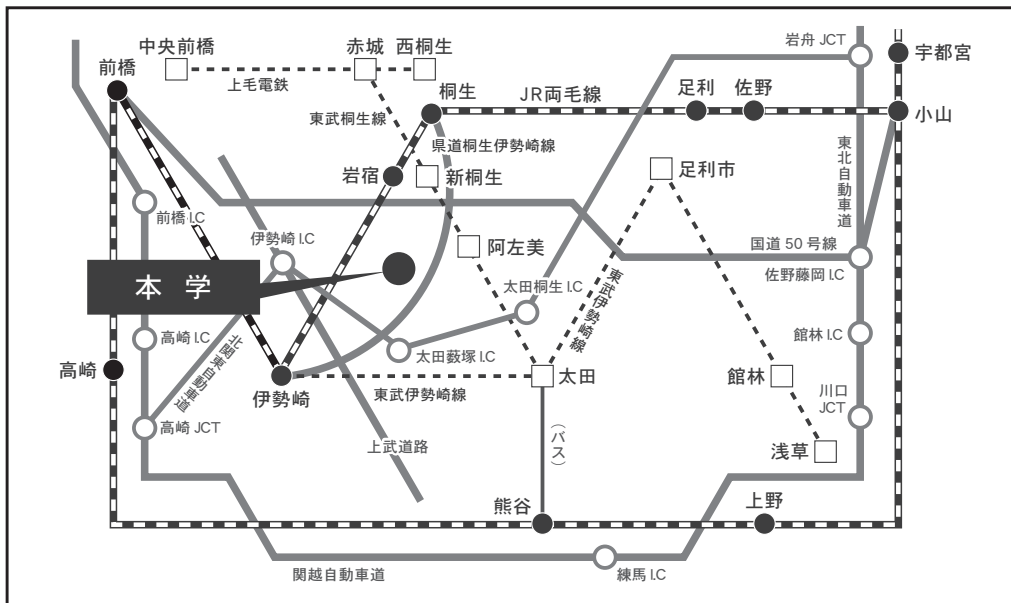 岩舟 JCT
中央前橋
赤城
西桐生
宇都宮
前橋
上毛電鉄
桐生
JR両毛線
足利
佐野
小山
東武桐生線
県道桐生伊勢崎線
東北自動車道
岩宿
新桐生
足利市
前橋 I.C
伊勢崎 I.C
阿左美
国道 50 号線
佐野藤岡 I.C
本 学
太田桐生 I.C
東武伊勢崎線
高崎 I.C
北関東自動車道
太田藪塚 I.C
館林 I.C
高崎
伊勢崎
東武伊勢崎線
太田
館林
川口
JCT
高崎 JCT
上武道路
（バス）
浅草
熊谷
上野
関越自動車道
練馬 I.C